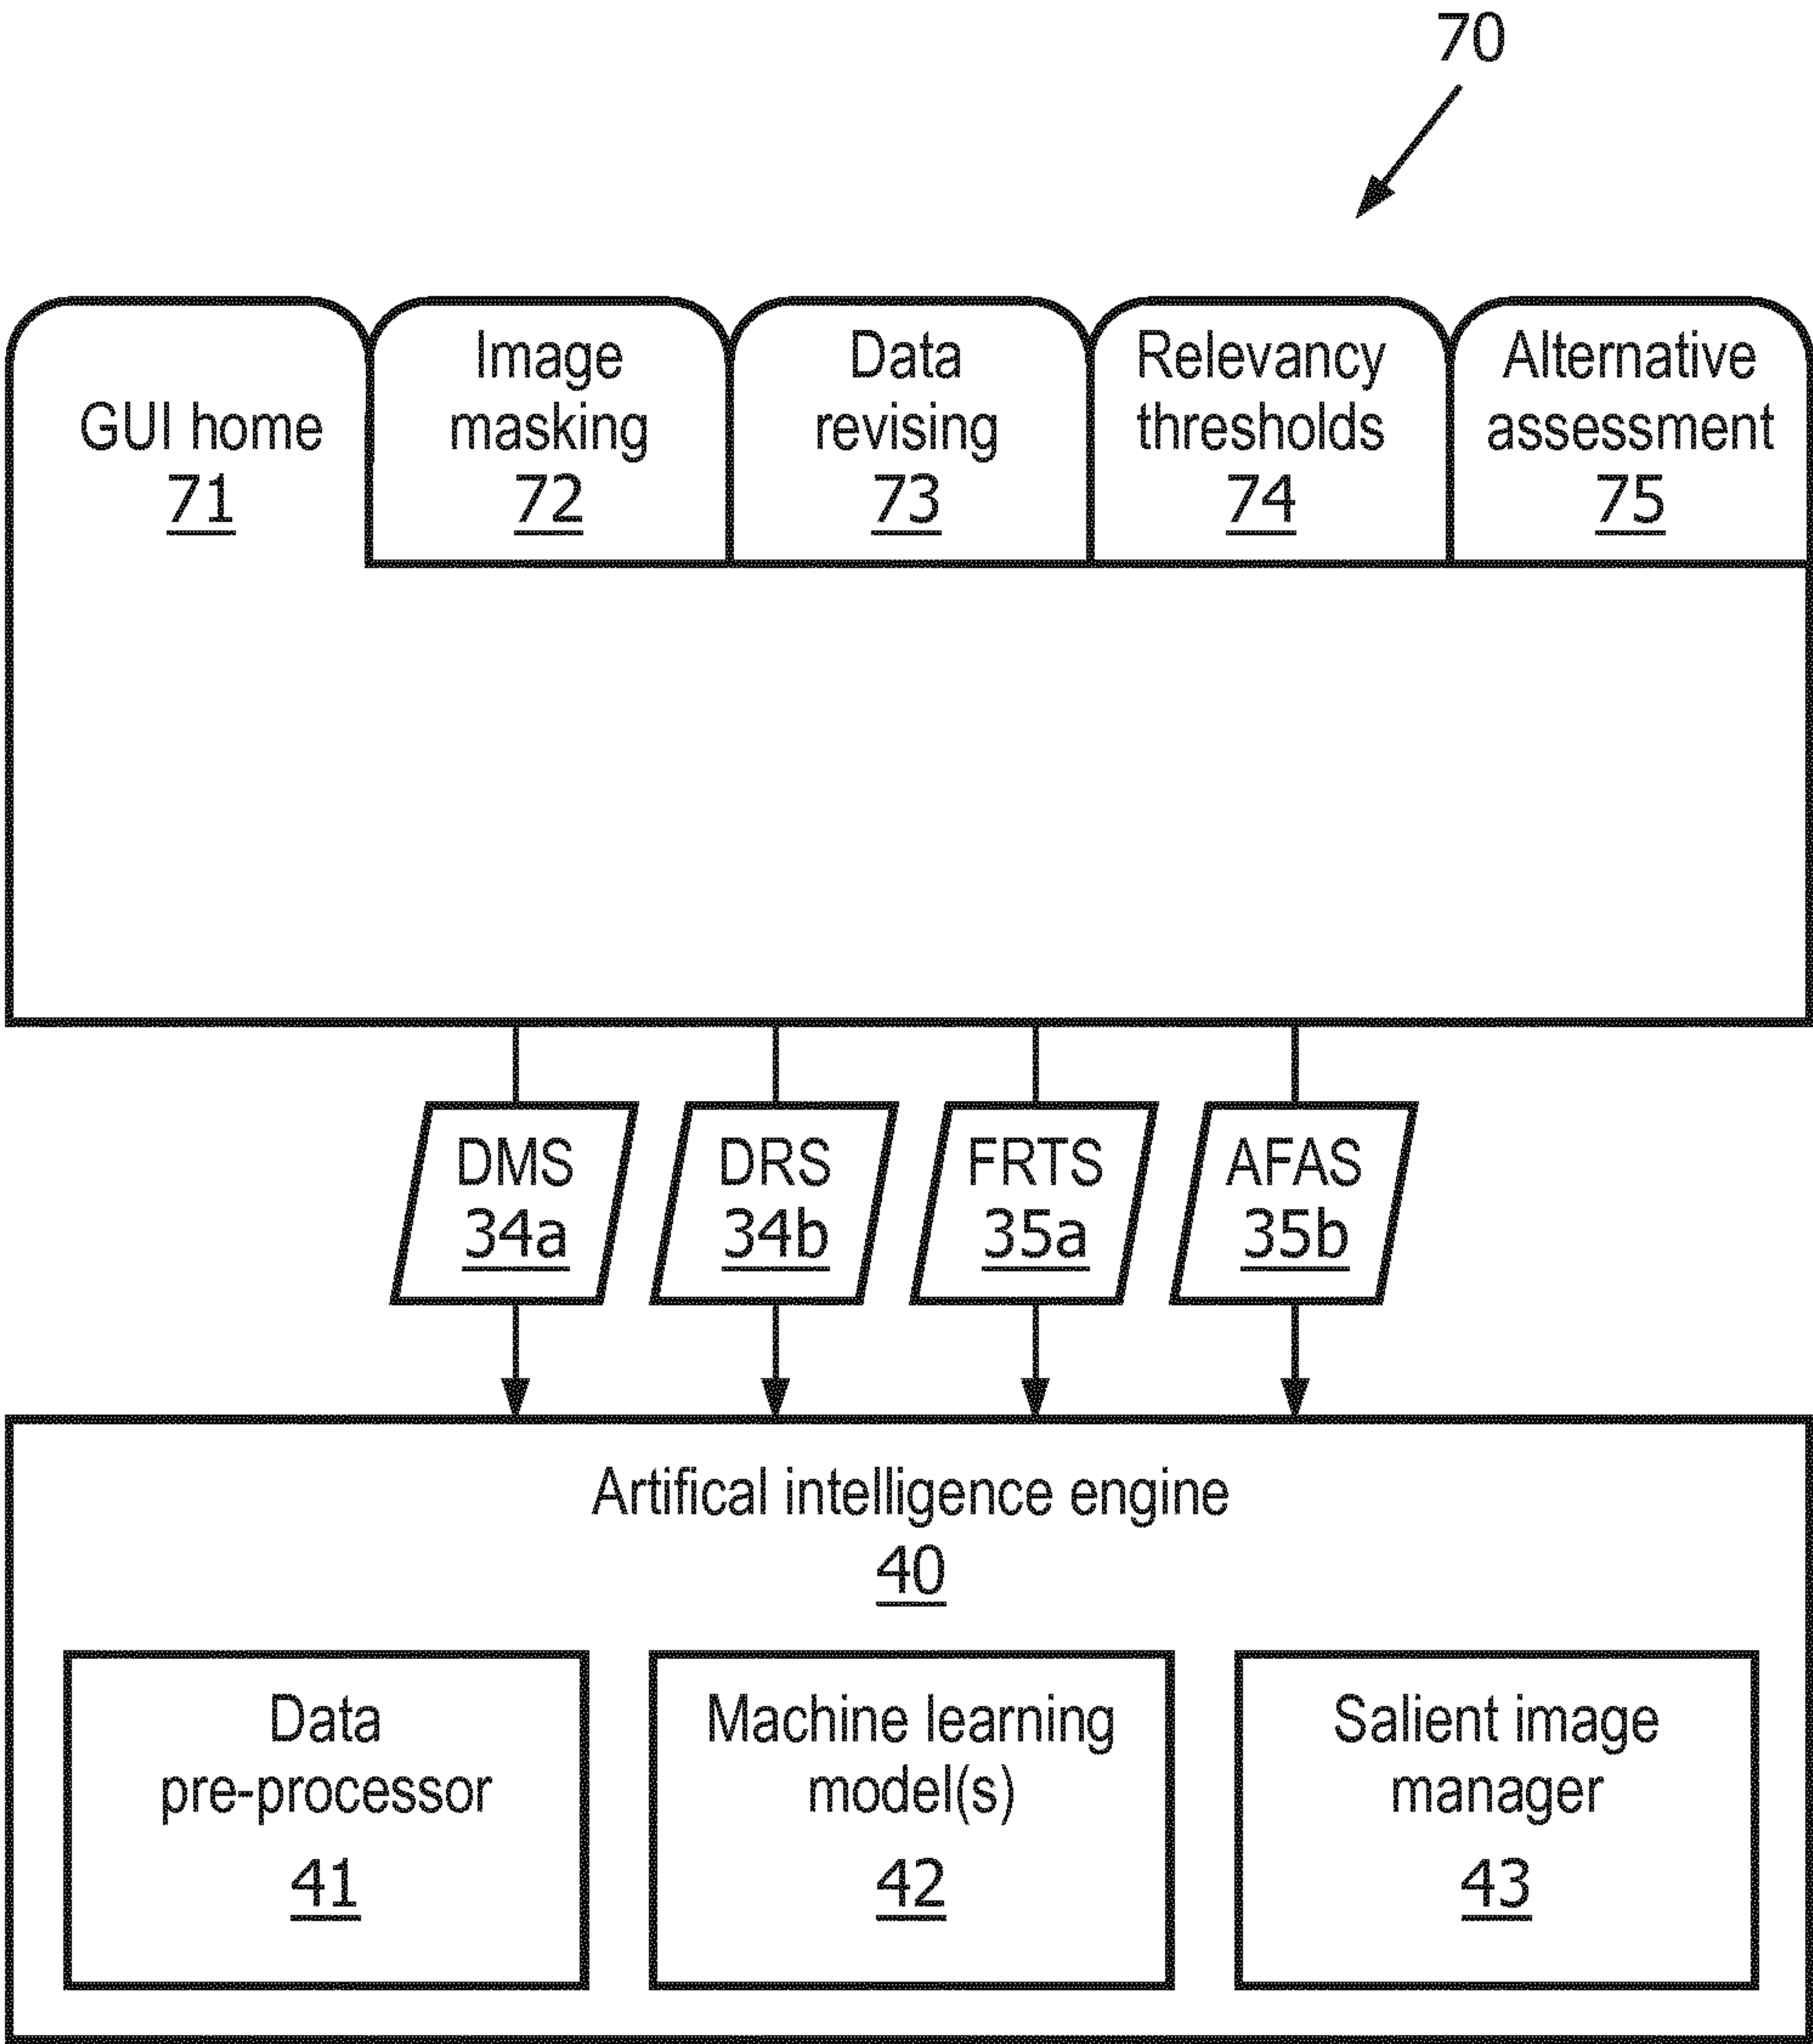 70
GUI home
71
Image
masking
72
Data
revising
73
Relevancy
thresholds
74
Alternative
assessment
75
DMS
34a
DRS
34b
FRTS
35a
AFAS
35b
Artifical intelligence engine
40
Data
pre-processor
41
Machine learning
model(s)
42
Salient image
manager
43